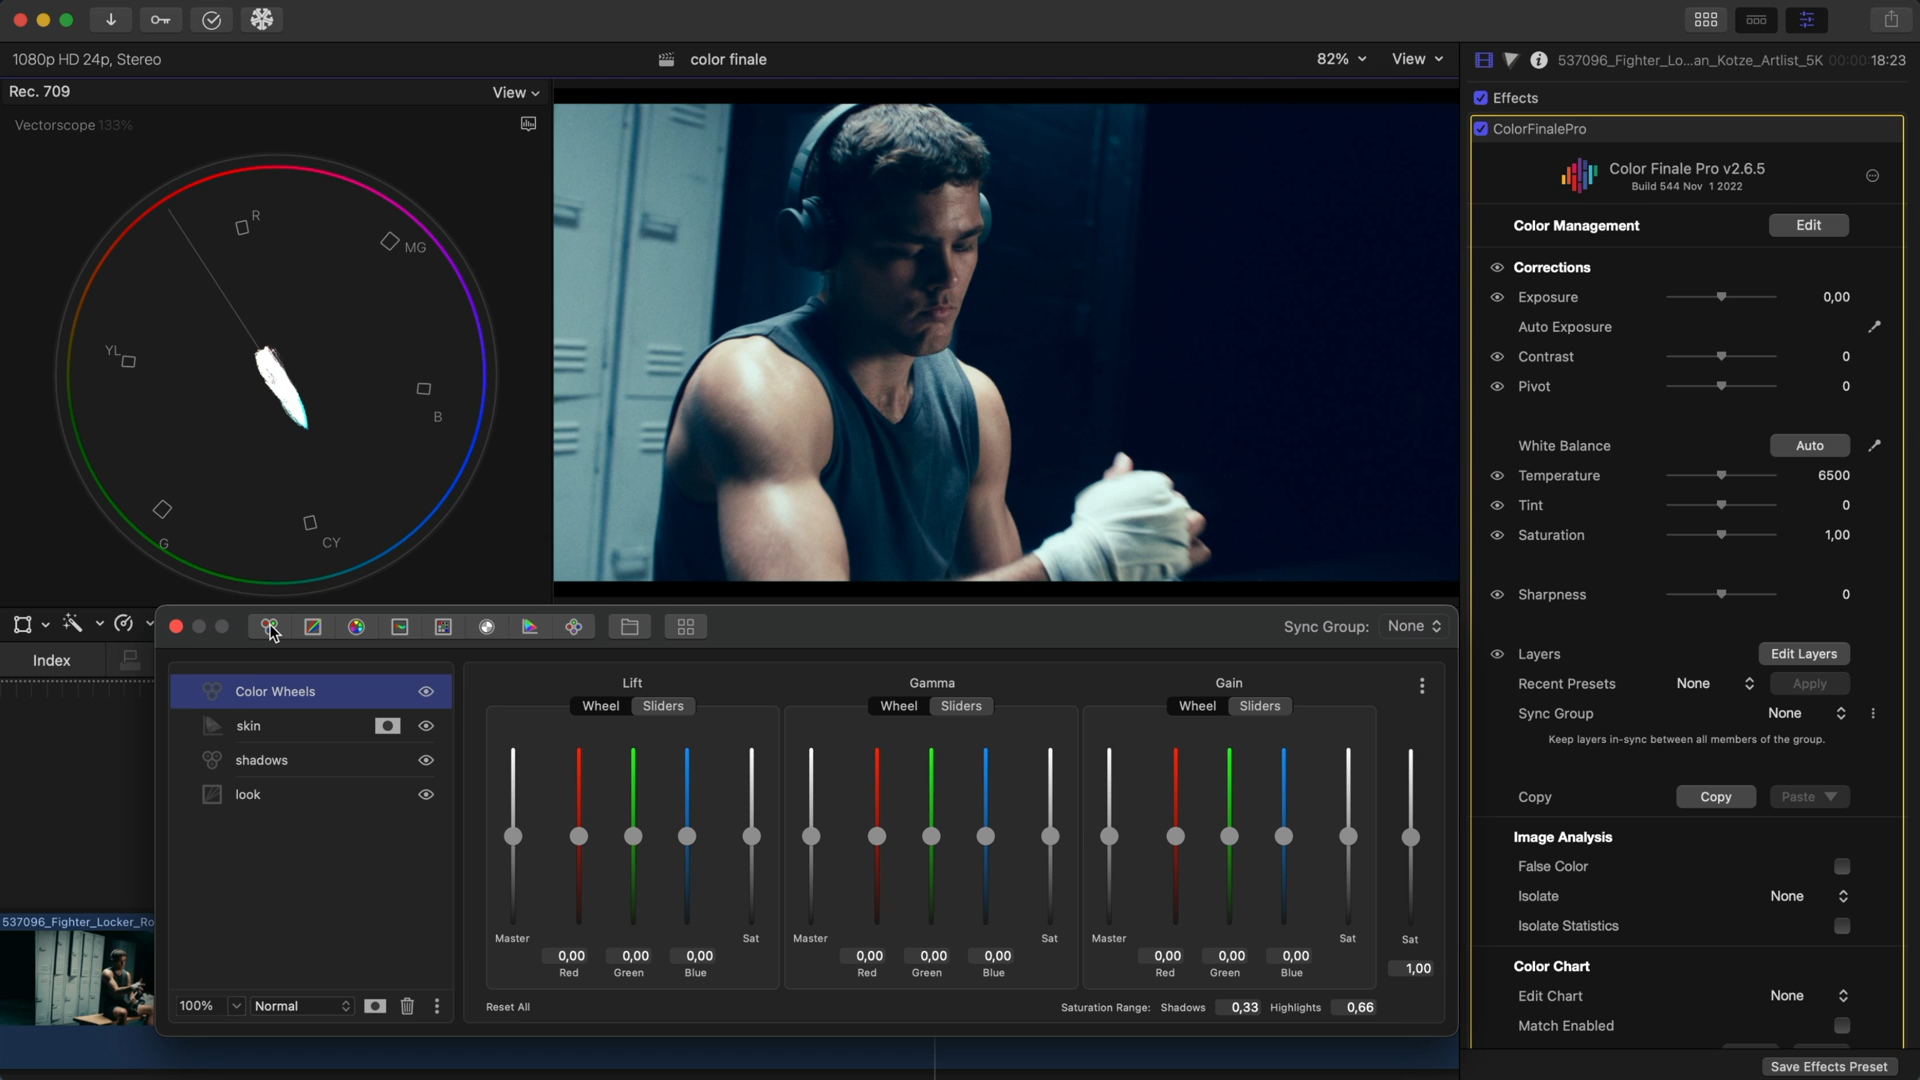 1080p HD 24p, Stereo
color finale
82%
View
537096_Fighter_Lo...an_Kotze_Artlist_5K
00:00:18:23
Rec. 709
View
Vectorscope 133%
R
MG
YL
B
G
CY
Effects
ColorFinalePro
Color Finale Pro v2.6.5
Build 544 Nov 1 2022
Color Management
Edit
Corrections
Exposure
0,00
Auto Exposure
Contrast
0
Pivot
0
White Balance
Auto
Temperature
6500
Tint
0
Saturation
1,00
Sharpness
0
Layers
Edit Layers
Recent Presets
None
Apply
Sync Group
None
Keep layers in-sync between all members of the group.
Copy
Copy
Paste
Image Analysis
False Color
Isolate
None
Isolate Statistics
Color Chart
Edit Chart
None
Match Enabled
Save Effects Preset
Index
537096_Fighter_Locker_Ro
Sync Group:
None
Color Wheels
skin
shadows
look
100%
Normal
Lift
Wheel
Sliders
Master
0,00
Red
0,00
Green
0,00
Blue
Sat
Gamma
Wheel
Sliders
Master
0,00
Red
0,00
Green
0,00
Blue
Sat
Gain
Wheel
Sliders
Master
0,00
Red
0,00
Green
0,00
Blue
Sat
Sat
1,00
Reset All
Saturation Range:
Shadows
0,33
Highlights
0,66